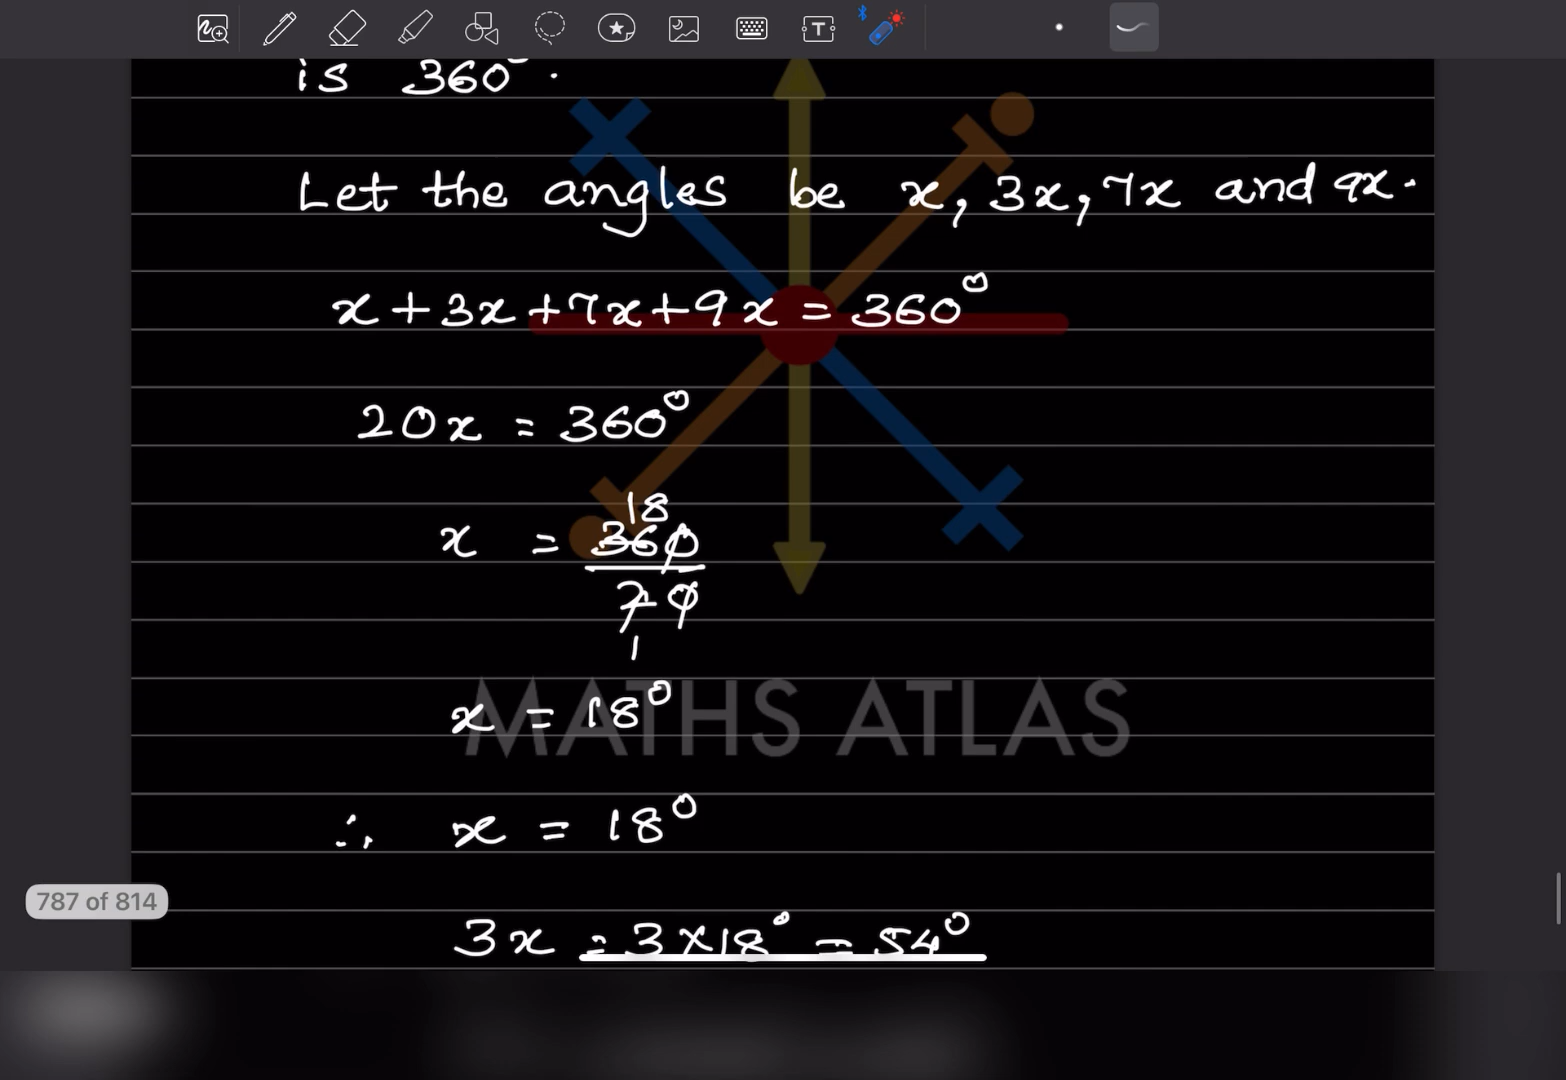 is 360° .
Let the angles be x, 3x, 7x and 9x.
x + 3x + 7x + 9x = 360°
20x = 360°
18
x = 360
20
1
x = 18°
MATHS ATLAS
∴ x = 18°
787 of 814
3x = 3 × 18° = 54°